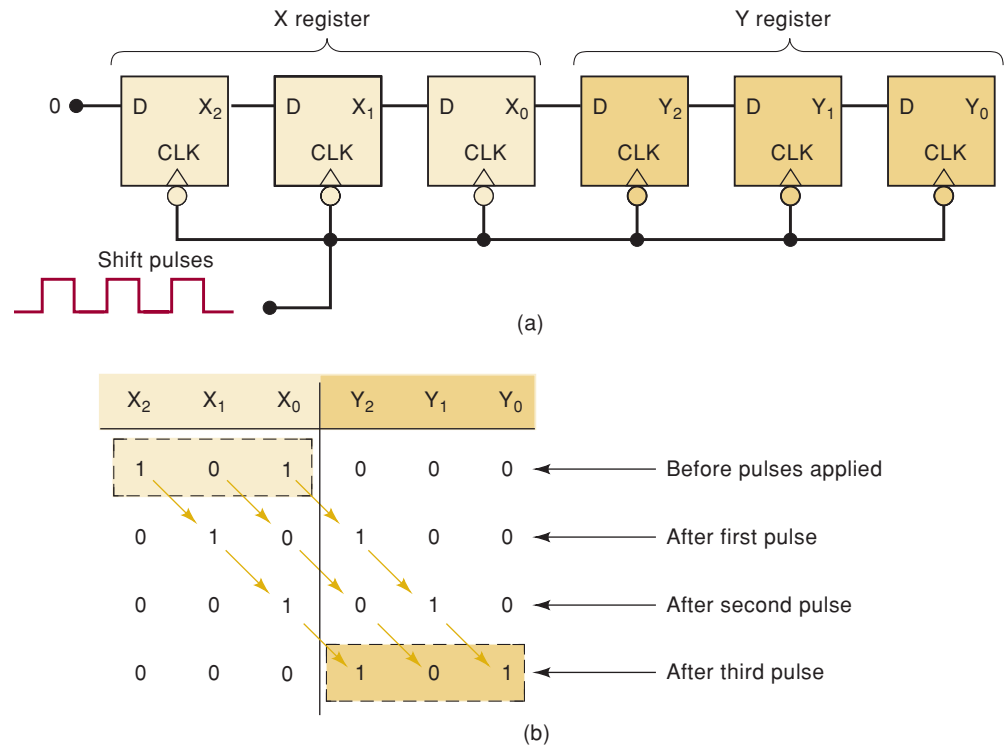 X register Y register
0 D X₂ D X₁ D X₀ D Y₂ D Y₁ D Y₀
CLK CLK CLK CLK CLK CLK
Shift pulses
(a)
X₂ X₁ X₀ Y₂ Y₁ Y₀
1 0 1 0 0 0 Before pulses applied
0 1 0 1 0 0 After first pulse
0 0 1 0 1 0 After second pulse
0 0 0 1 0 1 After third pulse
(b)